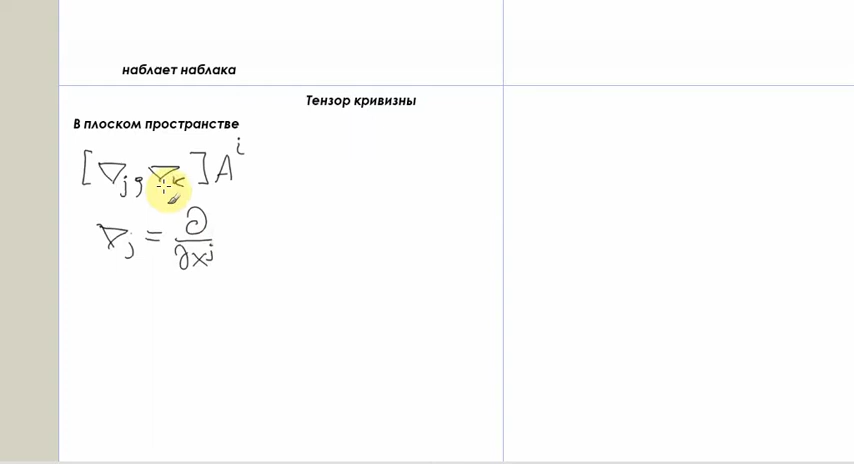 наблает наблака
Тензор кривизны
В плоском пространстве
[∇j, ∇k] A^i
∇j = ∂/∂x^j